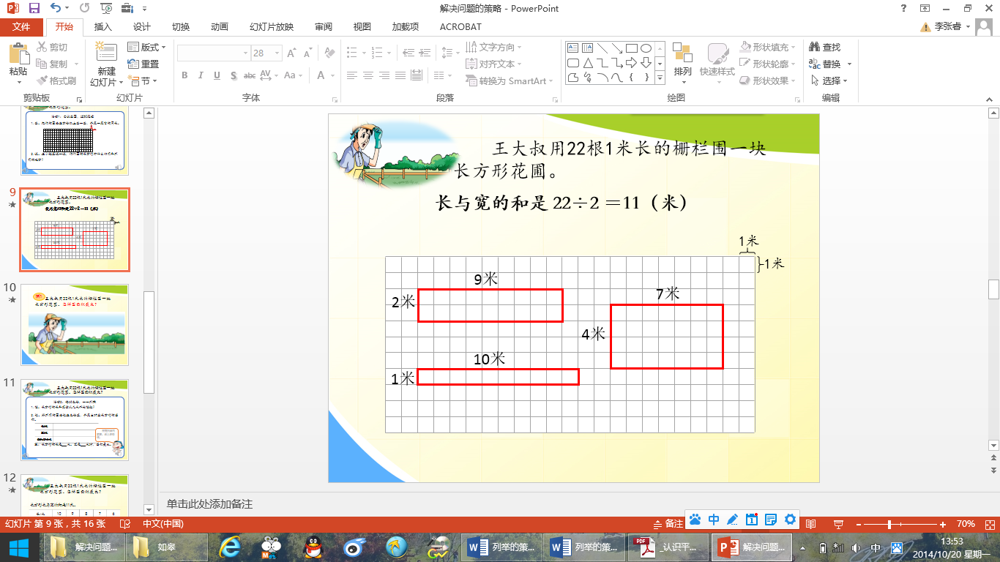 解决问题的策略 - PowerPoint
?
李张睿
文件 开始 插入 设计 切换 动画 幻灯片放映 审阅 视图 加载项 ACROBAT
粘贴
剪切
复制
格式刷
剪贴板
新建
幻灯片
版式
重置
节
幻灯片
28
B I U S abc AV Aa A
字体
文字方向
对齐文本
转换为 SmartArt
段落
排列
快速样式
形状填充
形状轮廓
形状效果
绘图
查找
替换
选择
编辑
9
10
11
12
王大叔用22根1米长的栅栏围一块
长方形花圃。
长与宽的和是 22÷2 =11（米）
1米
1米
9米
2米
7米
4米
10米
1米
单击此处添加备注
幻灯片 第 9 张，共 16 张 中文(中国)
备注
中
70%
解决问题...
如皋
列举的策...
列举的策...
_认识平...
解决问题...
中
13:53
2014/10/20 星期一